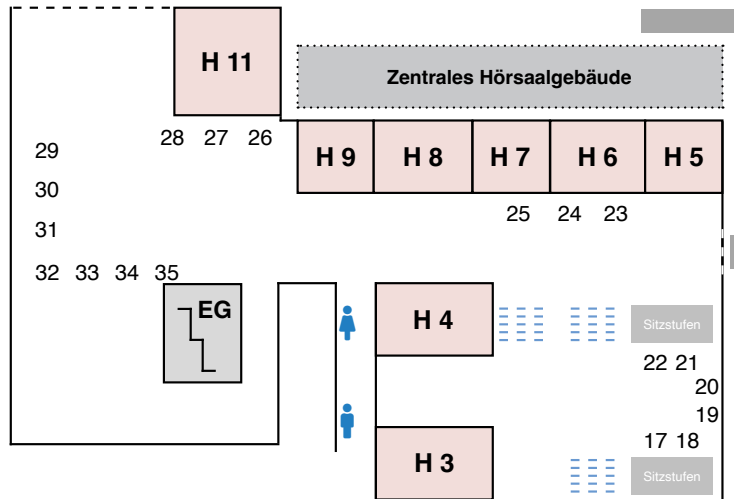 H 11
Zentrales Hörsaalgebäude
28 27 26
29
H 9 H 8 H 7 H 6 H 5
30
25 24 23
31
32 33 34 35
EG
H 4
Sitzstufen
22 21
20
19
17 18
H 3
Sitzstufen